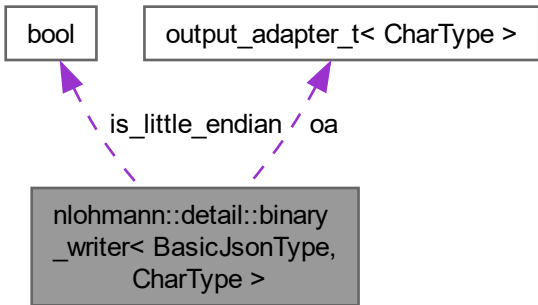 bool
output_adapter_t< CharType >
is_little_endian
oa
nlohmann::detail::binary
_writer< BasicJsonType,
CharType >